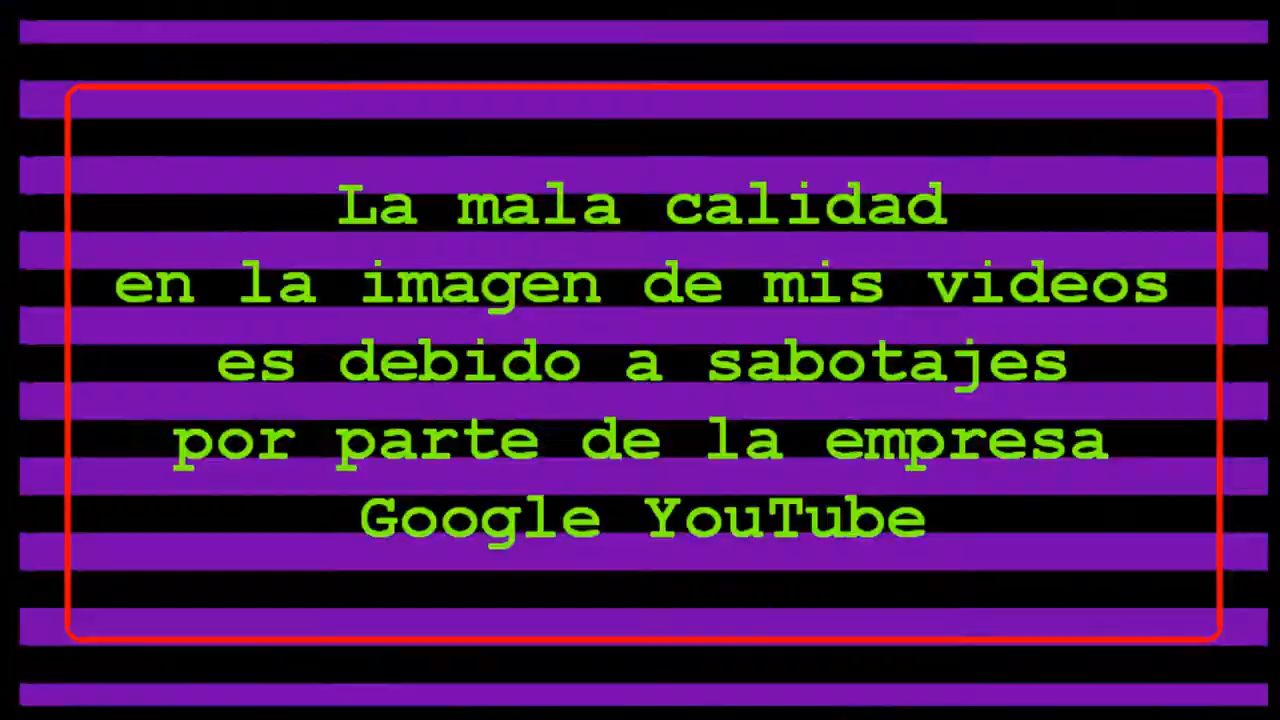 La mala calidad
en la imagen de mis videos
es debido a sabotajes
por parte de la empresa
Google YouTube